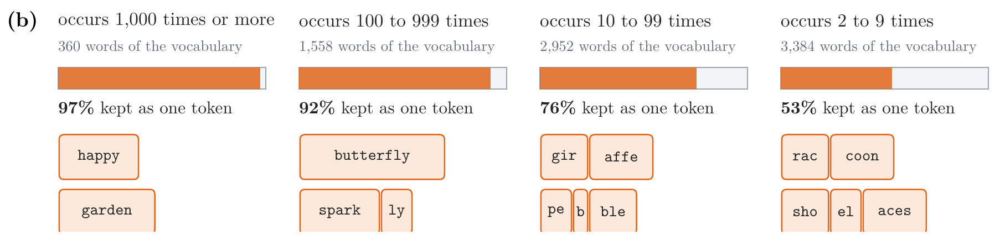 (b)
occurs 1,000 times or more
360 words of the vocabulary
97% kept as one token
happy
garden
occurs 100 to 999 times
1,558 words of the vocabulary
92% kept as one token
butterfly
spark ly
occurs 10 to 99 times
2,952 words of the vocabulary
76% kept as one token
gir affe
pe b ble
occurs 2 to 9 times
3,384 words of the vocabulary
53% kept as one token
rac coon
sho el aces